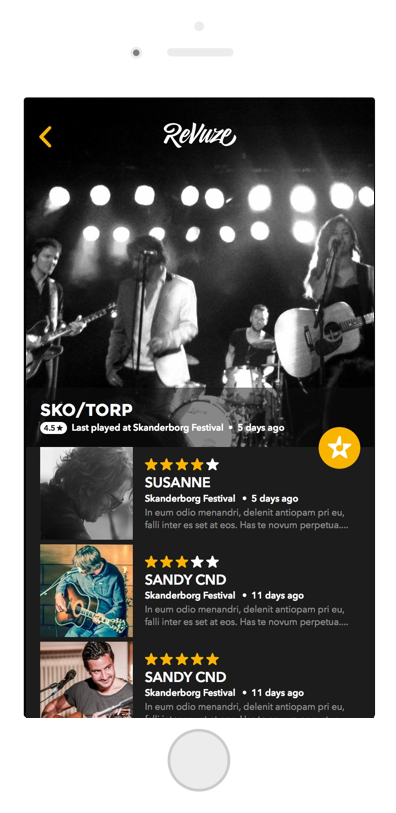 ReVuze
SKO/TORP
4.5★ Last played at Skanderborg Festival • 5 days ago
SUSANNE
Skanderborg Festival • 5 days ago
In eum odio menandri, delenit antiopam pri eu,
falli inter es set at eos. Has te novum perpetua....
SANDY CND
Skanderborg Festival • 11 days ago
In eum odio menandri, delenit antiopam pri eu,
falli inter es set at eos. Has te novum perpetua....
SANDY CND
Skanderborg Festival • 11 days ago
In eum odio menandri, delenit antiopam pri eu,